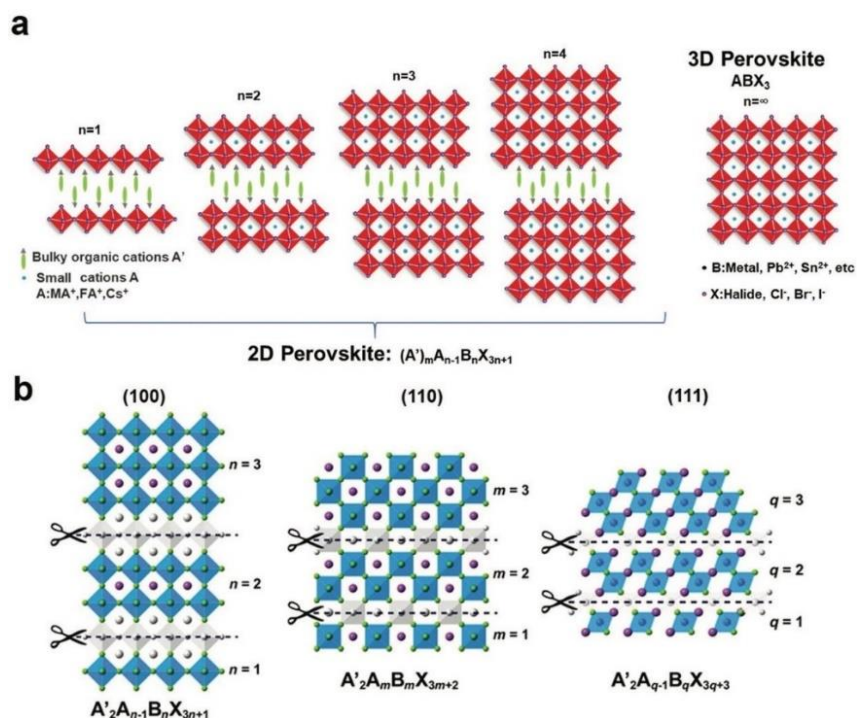 a
n=1
n=2
n=3
n=4
3D Perovskite
ABX₃
n=∞
Bulky organic cations A'
Small cations A
A:MA⁺,FA⁺,Cs⁺
B:Metal, Pb²⁺, Sn²⁺, etc
X:Halide, Cl⁻, Br⁻, I⁻
2D Perovskite: (A')ₘAₙ₋₁BₙX₃ₙ₊₁
b
(100)
n = 3
n = 2
n = 1
A'₂Aₙ₋₁BₙX₃ₙ₊₁
(110)
m = 3
m = 2
m = 1
A'₂AₘBₘX₃ₘ₊₂
(111)
q = 3
q = 2
q = 1
A'₂A_q-1B_qX_3q+3